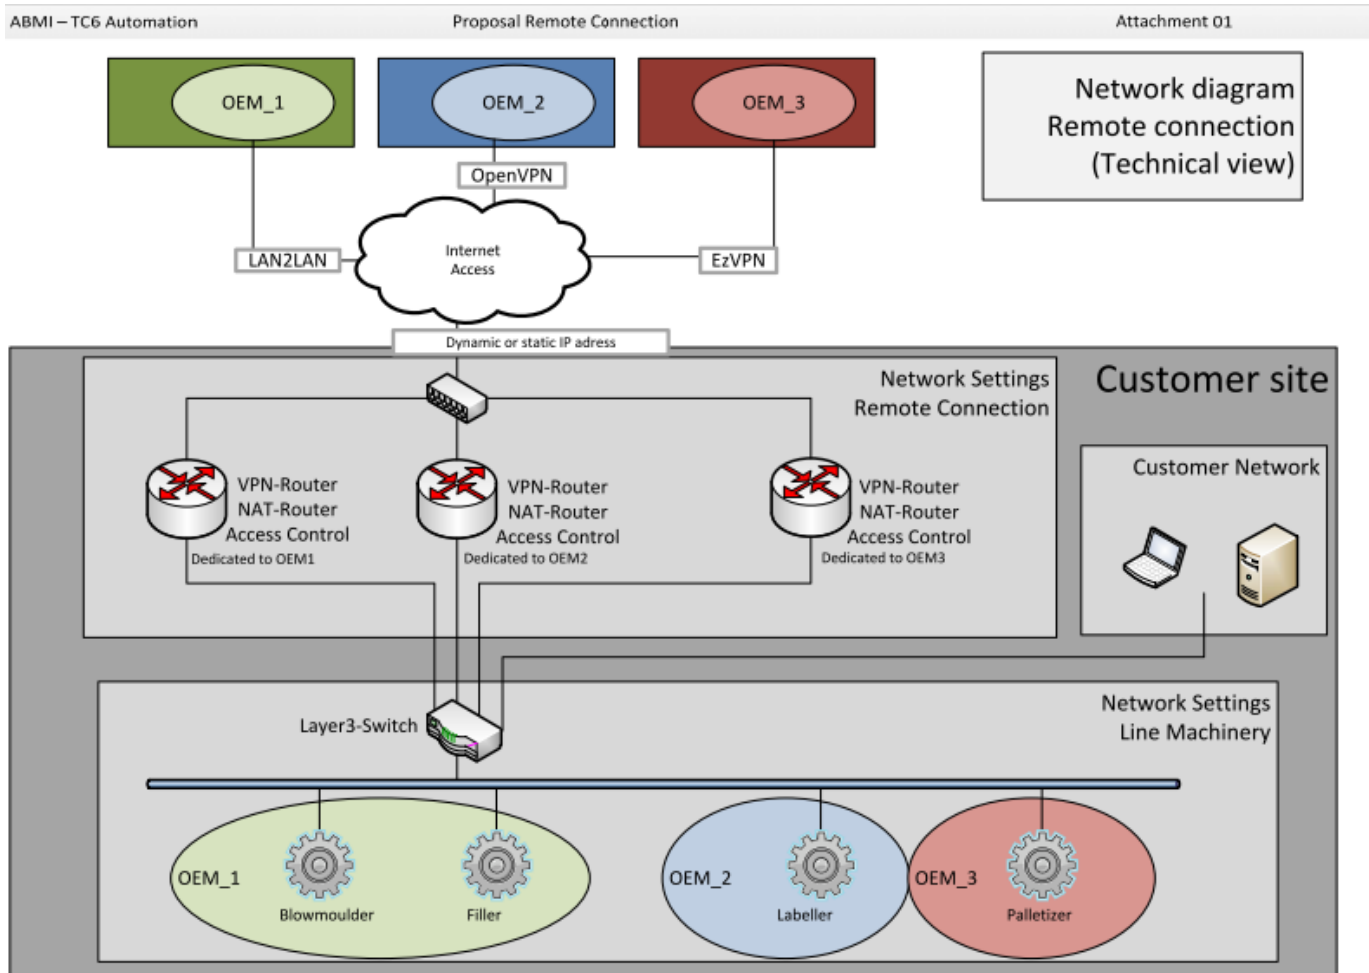 ABMI – TC6 Automation
Proposal Remote Connection
Attachment 01
OEM_1
OEM_2
OEM_3
Network diagram
Remote connection
(Technical view)
OpenVPN
LAN2LAN
Internet
Access
EzVPN
Dynamic or static IP adress
Customer site
Network Settings
Remote Connection
VPN-Router
NAT-Router
Access Control
Dedicated to OEM1
VPN-Router
NAT-Router
Access Control
Dedicated to OEM2
VPN-Router
NAT-Router
Access Control
Dedicated to OEM3
Customer Network
Layer3-Switch
Network Settings
Line Machinery
OEM_1
Blowmoulder
Filler
OEM_2
Labeller
OEM_3
Palletizer